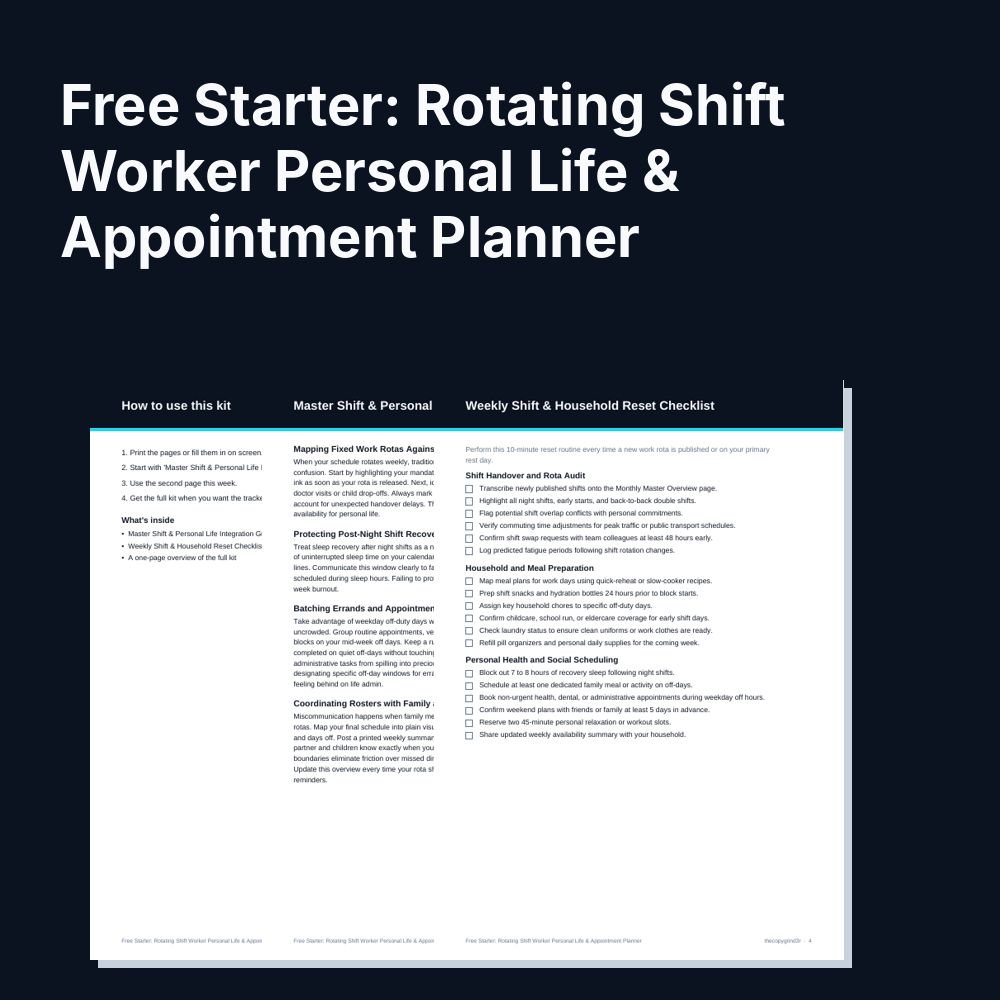 Free Starter: Rotating Shift
Worker Personal Life &
Appointment Planner
How to use this kit
1. Print the pages or fill them in on screen.
2. Start with 'Master Shift & Personal Life
3. Use the second page this week.
4. Get the full kit when you want the
What's inside
• Master Shift & Personal Life Integration
• Weekly Shift & Household Reset
• A one-page overview of the full kit
Free Starter: Rotating Shift Worker Personal Life &
Master Shift & Personal
Mapping Fixed Work Rotas
When your schedule rotates weekly,
confusion. Start by highlighting your
ink as soon as your rota is released. Next,
doctor visits or child drop-offs. Always mark
account for unexpected handover delays.
availability for personal life.
Protecting Post-Night Shift
Treat sleep recovery after night shifts as a
of uninterrupted sleep time on your
lines. Communicate this window clearly to
scheduled during sleep hours. Failing to
week burnout.
Batching Errands and
Take advantage of weekday off-duty days
uncrowded. Group routine appointments,
blocks on your mid-week off days. Keep a
completed on quiet off-days without
administrative tasks from spilling into
designating specific off-day windows for
feeling behind on life admin.
Coordinating Rosters with Family
Miscommunication happens when family
rotas. Map your final schedule into plain
and days off. Post a printed weekly
partner and children know exactly when you
boundaries eliminate friction over missed
Update this overview every time your rota
reminders.
Free Starter: Rotating Shift Worker Personal Life &
Weekly Shift & Household Reset Checklist
Perform this 10-minute reset routine every time a new work rota is published or on your primary
rest day.
Shift Handover and Rota Audit
Transcribe newly published shifts onto the Monthly Master Overview page.
Highlight all night shifts, early starts, and back-to-back double shifts.
Flag potential shift overlap conflicts with personal commitments.
Verify commuting time adjustments for peak traffic or public transport schedules.
Confirm shift swap requests with team colleagues at least 48 hours early.
Log predicted fatigue periods following shift rotation changes.
Household and Meal Preparation
Map meal plans for work days using quick-reheat or slow-cooker recipes.
Prep shift snacks and hydration bottles 24 hours prior to block starts.
Assign key household chores to specific off-duty days.
Confirm childcare, school run, or eldercare coverage for early shift days.
Check laundry status to ensure clean uniforms or work clothes are ready.
Refill pill organizers and personal daily supplies for the coming week.
Personal Health and Social Scheduling
Block out 7 to 8 hours of recovery sleep following night shifts.
Schedule at least one dedicated family meal or activity on off-days.
Book non-urgent health, dental, or administrative appointments during weekday off hours.
Confirm weekend plans with friends or family at least 5 days in advance.
Reserve two 45-minute personal relaxation or workout slots.
Share updated weekly availability summary with your household.
Free Starter: Rotating Shift Worker Personal Life & Appointment Planner
thecopygrind3r · 4